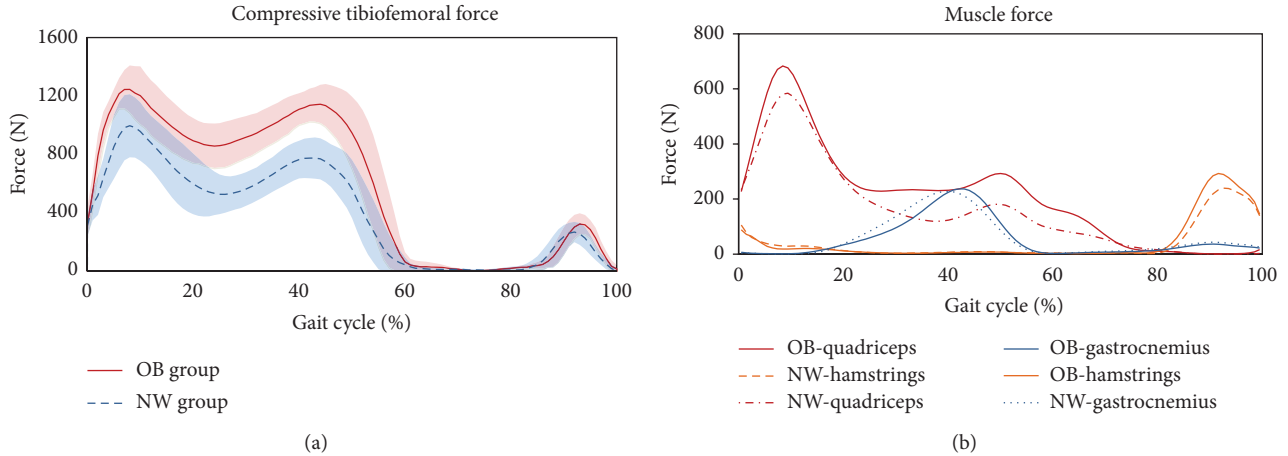 Compressive tibiofemoral force
1600
1200
800
400
0
Force (N)
0 20 40 60 80 100
Gait cycle (%)
OB group
NW group
(a)
Muscle force
800
600
400
200
0
Force (N)
0 20 40 60 80 100
Gait cycle (%)
OB-quadriceps
NW-hamstrings
NW-quadriceps
OB-gastrocnemius
OB-hamstrings
NW-gastrocnemius
(b)